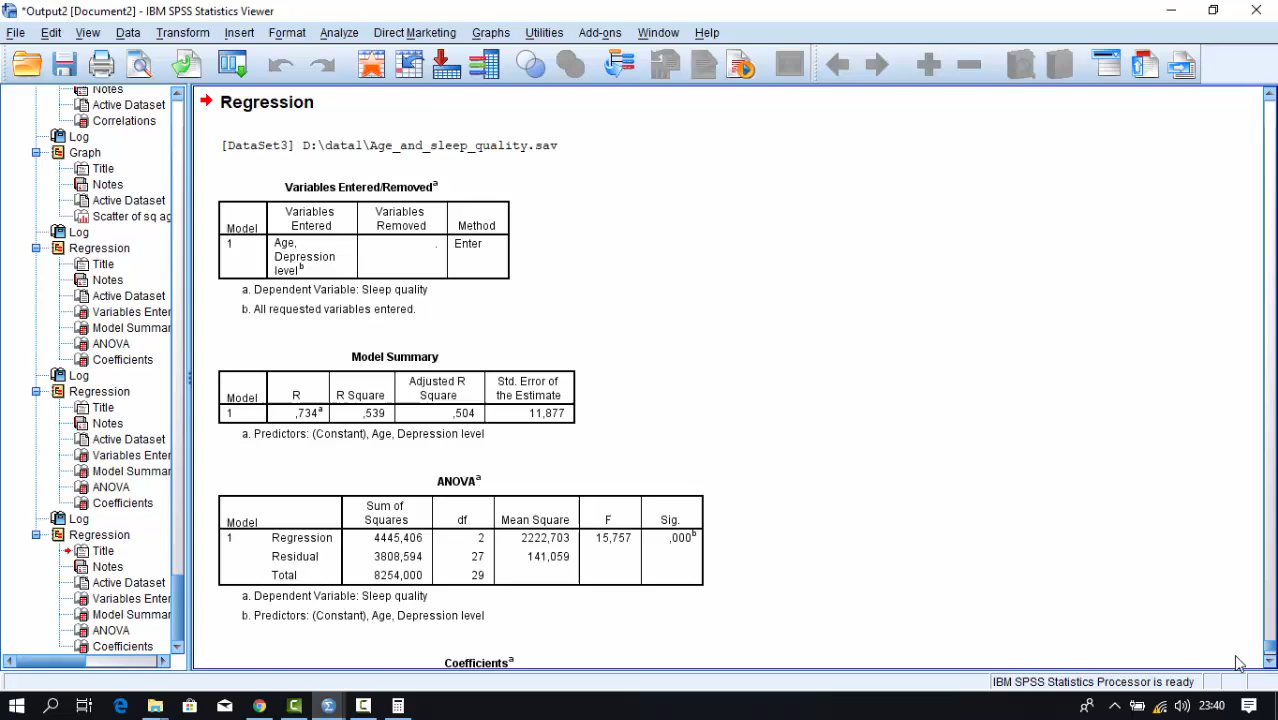 *Output2 [Document2] - IBM SPSS Statistics Viewer
File Edit View Data Transform Insert Format Analyze Direct Marketing Graphs Utilities Add-ons Window Help
Notes
Active Dataset
Correlations
Log
Graph
Title
Notes
Active Dataset
Scatter of sq ag
Log
Regression
Title
Notes
Active Dataset
Variables Enter
Model Summar
ANOVA
Coefficients
Log
Regression
Title
Notes
Active Dataset
Variables Enter
Model Summar
ANOVA
Coefficients
Log
Regression
Title
Notes
Active Dataset
Variables Enter
Model Summar
ANOVA
Coefficients
Regression
[DataSet3] D:\data1\Age_and_sleep_quality.sav
Variables Entered/Removed^a
Model Variables Entered Variables Removed Method
1 Age, Depression level^b . Enter
a. Dependent Variable: Sleep quality
b. All requested variables entered.
Model Summary
Model R R Square Adjusted R Square Std. Error of the Estimate
1 ,734^a ,539 ,504 11,877
a. Predictors: (Constant), Age, Depression level
ANOVA^a
Model Sum of Squares df Mean Square F Sig.
1 Regression 4445,406 2 2222,703 15,757 ,000^b
Residual 3808,594 27 141,059
Total 8254,000 29
a. Dependent Variable: Sleep quality
b. Predictors: (Constant), Age, Depression level
Coefficients^a
IBM SPSS Statistics Processor is ready
23:40